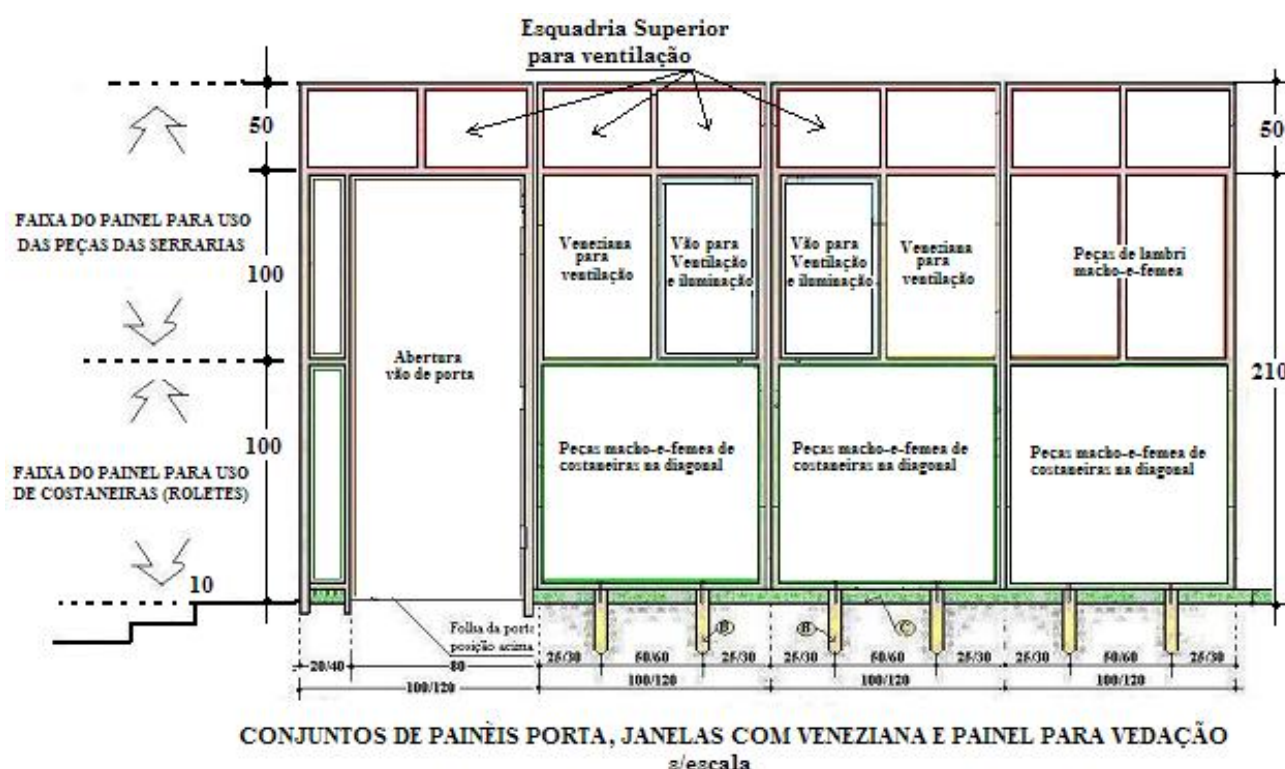 Esquadria Superior
para ventilação
50
50
FAIXA DO PAINEL PARA USO
DAS PEÇAS DAS SERRARIAS
100
Veneziana
para
ventilação
Vão para
Ventilação
e iluminação
Vão para
Ventilação
e iluminação
Veneziana
para
ventilação
Peças de lambri
macho-e-femea
Abertura
vão de porta
210
100
FAIXA DO PAINEL PARA USO
DE COSTANEIRAS (ROLETES)
Peças macho-e-femea de
costaneiras na diagonal
Peças macho-e-femea de
costaneiras na diagonal
Peças macho-e-femea de
costaneiras na diagonal
10
Folha da porta
posição acima
B
B
C
20/40
80
25/30
50/60
25/30
25/30
50/60
25/30
25/30
50/60
25/30
100/120
100/120
100/120
100/120
CONJUNTOS DE PAINÈIS PORTA, JANELAS COM VENEZIANA E PAINEL PARA VEDAÇÃO
s/escala